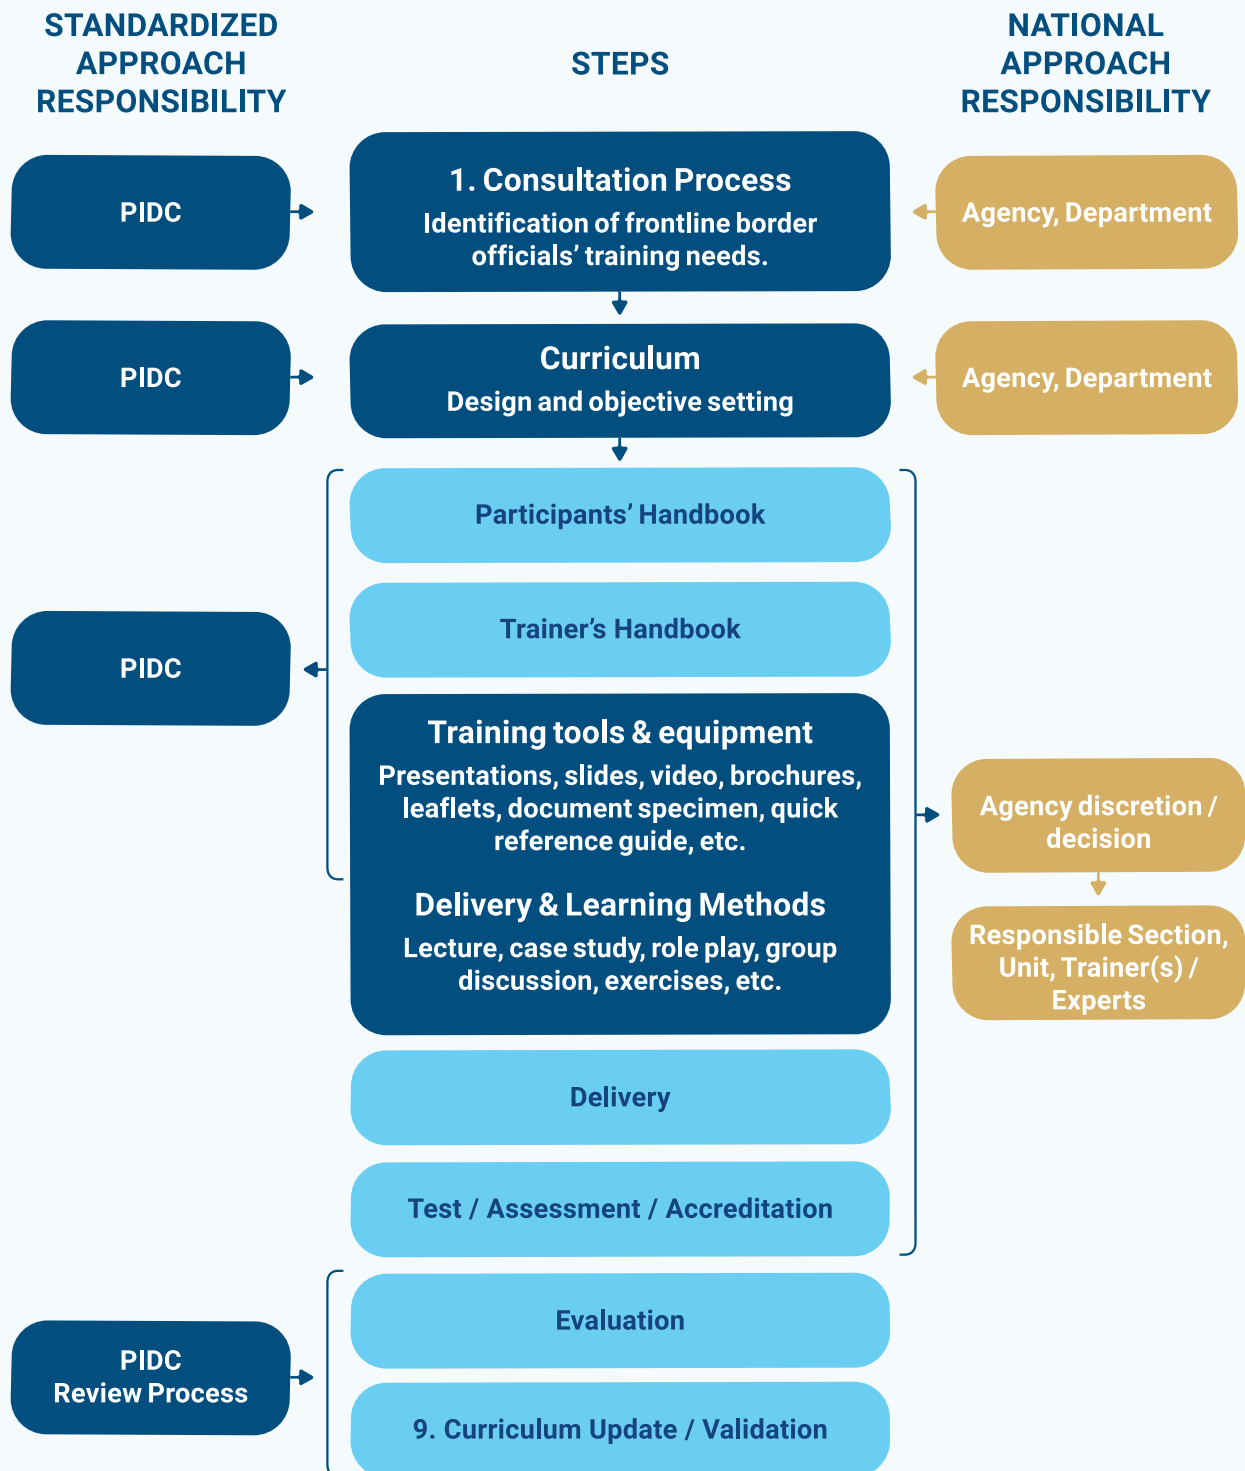 STANDARDIZED
APPROACH
RESPONSIBILITY
STEPS
NATIONAL
APPROACH
RESPONSIBILITY
PIDC
1. Consultation Process
Identification of frontline border
officials’ training needs.
Agency, Department
PIDC
Curriculum
Design and objective setting
Agency, Department
Participants’ Handbook
Trainer’s Handbook
PIDC
Training tools & equipment
Presentations, slides, video, brochures,
leaflets, document specimen, quick
reference guide, etc.
Delivery & Learning Methods
Lecture, case study, role play, group
discussion, exercises, etc.
Agency discretion /
decision
Responsible Section,
Unit, Trainer(s) /
Experts
Delivery
Test / Assessment / Accreditation
Evaluation
PIDC
Review Process
9. Curriculum Update / Validation